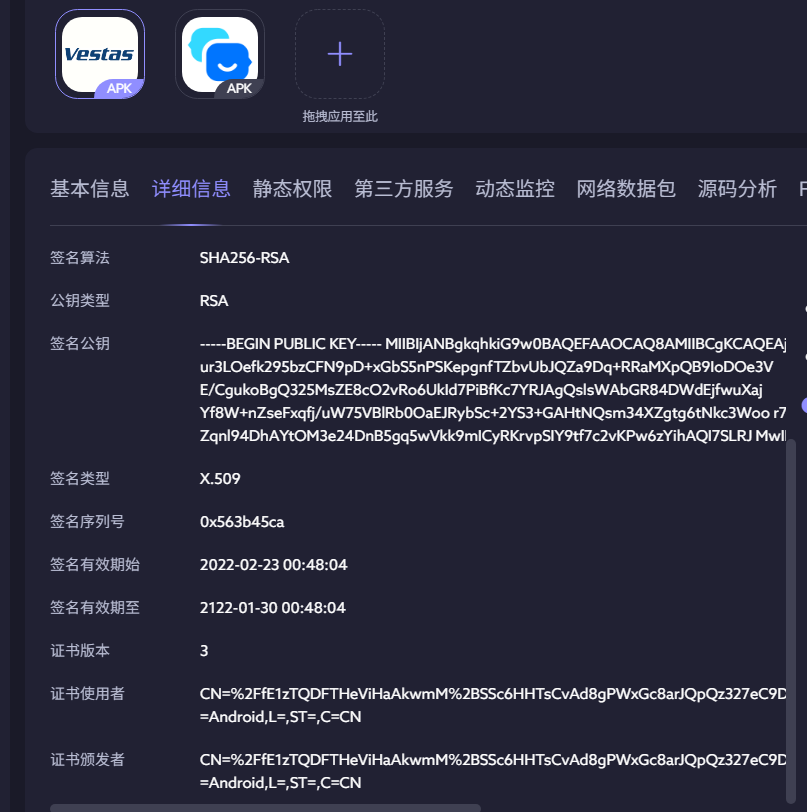 Vestas
APK
APK
拖拽应用至此
基本信息 详细信息 静态权限 第三方服务 动态监控 网络数据包 源码分析 F
签名算法 SHA256-RSA
公钥类型 RSA
签名公钥 -----BEGIN PUBLIC KEY----- MIIBIjANBgkqhkiG9w0BAQEFAAOCAQ8AMIIBCgKCAQEAj
ur3LOefk295bzCFN9pD+xGbS5nPSKepgnfTZbvUbJQZa9Dq+RRaMXpQB9IoDOe3V
E/CgukoBgQ325MsZE8cO2vRo6UkId7PiBfKc7YRJAgQslsWAbGR84DWdEjfwuXaj
Yf8W+nZseFxqfj/uW75VBlRb0OaEJRybSc+2YS3+GAHtNQsm34XZgtg6tNkc3Woo r7
Zqnl94DhAYtOM3e24DnB5gq5wVkk9mICyRKrvpSIY9tf7c2vKPw6zYihAQI7SLRJ MwIl
签名类型 X.509
签名序列号 0x563b45ca
签名有效期始 2022-02-23 00:48:04
签名有效期至 2122-01-30 00:48:04
证书版本 3
证书使用者 CN=%2FfE1zTQDFTHeViHaAkwmM%2BSSc6HHTsCvAd8gPWxGc8arJQpQz327eC9D
=Android,L=,ST=,C=CN
证书颁发者 CN=%2FfE1zTQDFTHeViHaAkwmM%2BSSc6HHTsCvAd8gPWxGc8arJQpQz327eC9D
=Android,L=,ST=,C=CN